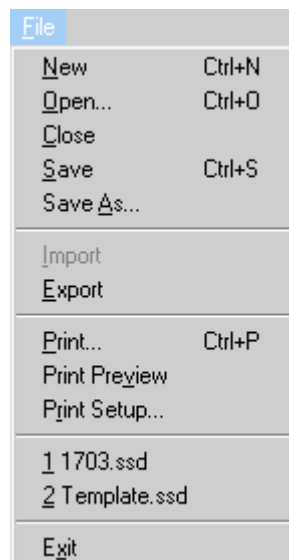 File
New Ctrl+N
Open... Ctrl+O
Close
Save Ctrl+S
Save As...
Import
Export
Print... Ctrl+P
Print Preview
Print Setup...
1 1703.ssd
2 Template.ssd
Exit